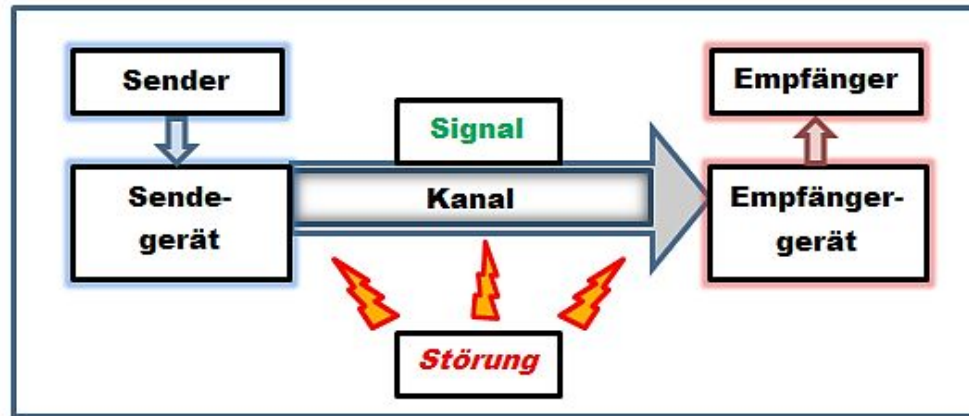 Sender
Empfänger
Signal
Sende-
gerät
Kanal
Empfänger-
gerät
Störung